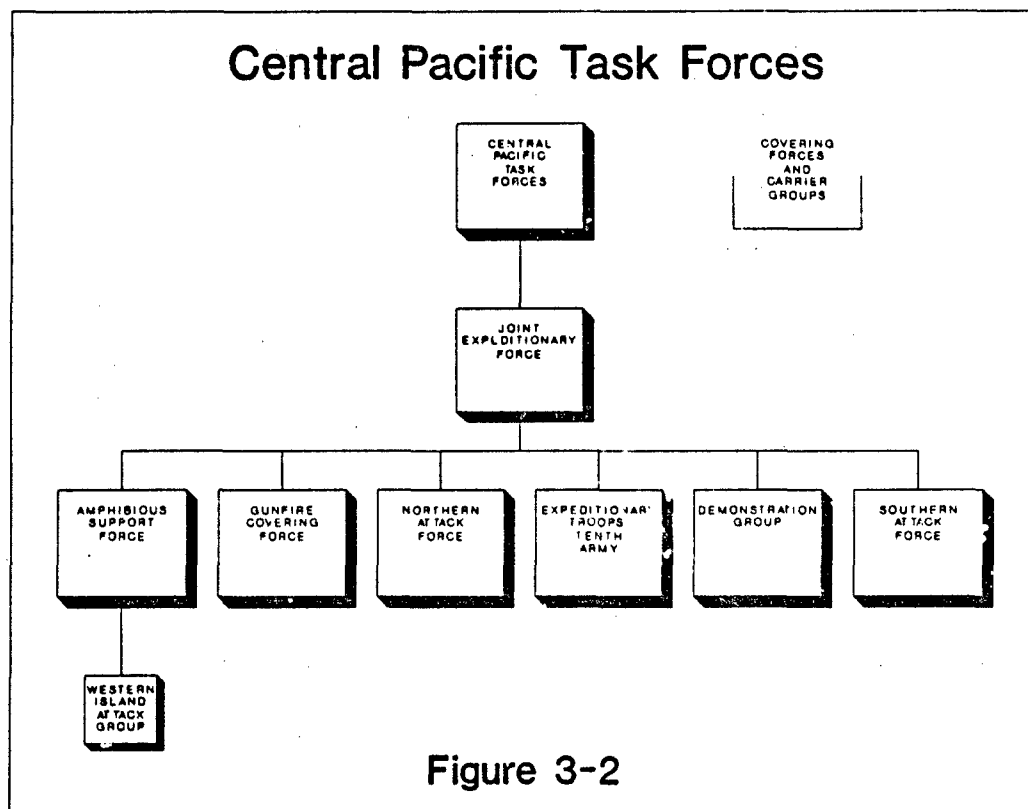 Central Pacific Task Forces
CENTRAL
PACIFIC
TASK
FORCES
COVERING
FORCES
AND
CARRIER
GROUPS
JOINT
EXPEDITIONARY
FORCE
AMPHIBIOUS
SUPPORT
FORCE
GUNFIRE
COVERING
FORCE
NORTHERN
ATTACK
FORCE
EXPEDITIONARY
TROOPS
TENTH
ARMY
DEMONSTRATION
GROUP
SOUTHERN
ATTACK
FORCE
WESTERN
ISLAND
ATTACK
GROUP
Figure 3-2